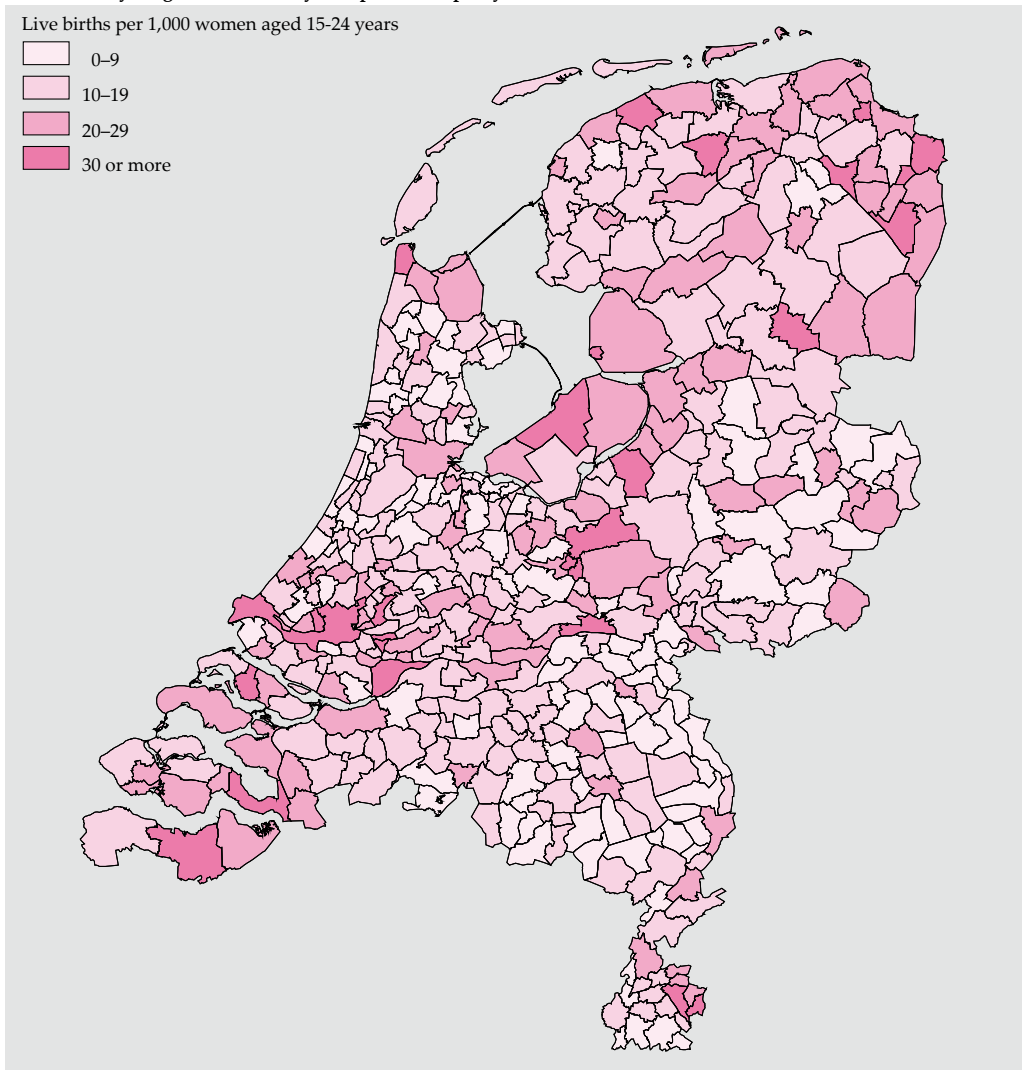 Live births per 1,000 women aged 15-24 years
0–9
10–19
20–29
30 or more